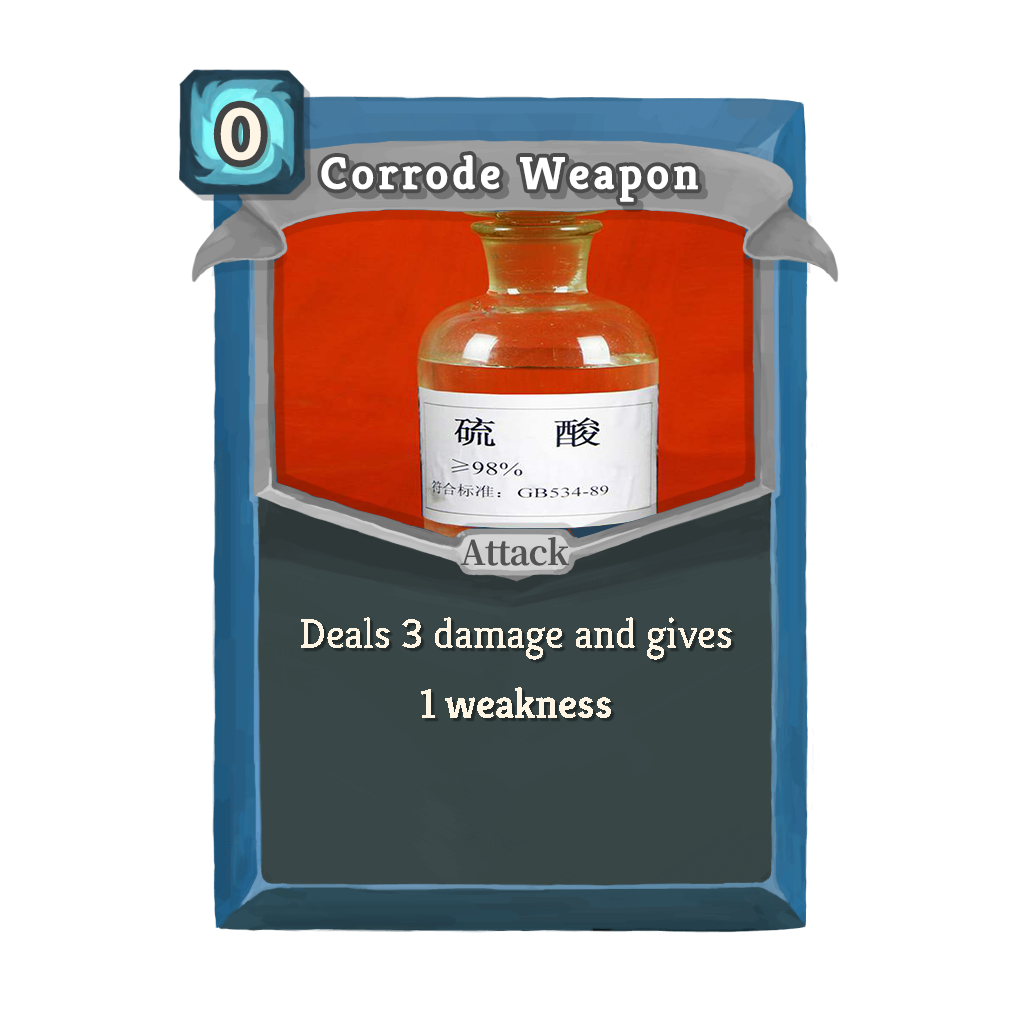 0
Corrode Weapon
硫 酸
≥98%
符合标准: GB534-89
Attack
Deals 3 damage and gives
1 weakness